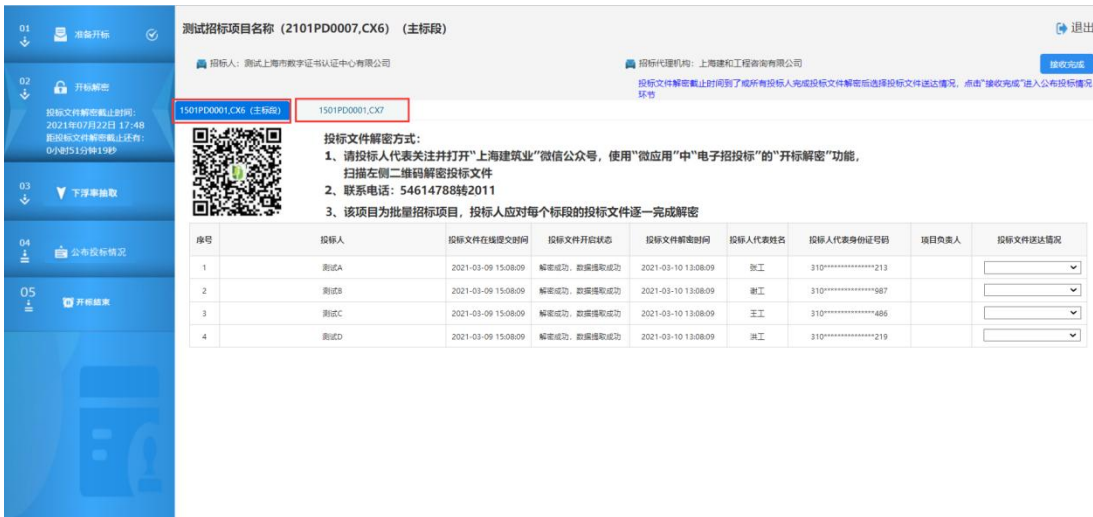 01
准备开标
02
开标解密
投标文件解密截止时间:
2021年07月22日 17:48
距投标文件解密截止还有:
0小时51分钟19秒
03
下浮率抽取
04
公布投标情况
05
开标结束
测试招标项目名称（2101PD0007,CX6）（主标段）
退出
招标人：测试上海市数字证书认证中心有限公司
招标代理机构：上海建和工程咨询有限公司
接收完成
投标文件解密截止时间到了或所有投标人完成投标文件解密后选择投标文件送达情况，点击"接收完成"进入公布投标情况
环节
1501PD0001,CX6（主标段）
1501PD0001,CX7
投标文件解密方式：
1、请投标人代表关注并打开"上海建筑业"微信公众号，使用"微应用"中"电子招投标"的"开标解密"功能，
扫描左侧二维码解密投标文件
2、联系电话：54614788转2011
3、该项目为批量招标项目，投标人应对每个标段的投标文件逐一完成解密
序号 投标人 投标文件在线提交时间 投标文件开启状态 投标文件解密时间 投标人代表姓名 投标人代表身份证号码 项目负责人 投标文件送达情况
1 测试A 2021-03-09 15:08:09 解密成功，数据提取成功 2021-03-10 13:08:09 张工 310***************213
2 测试B 2021-03-09 15:08:09 解密成功，数据提取成功 2021-03-10 13:08:09 谢工 310***************987
3 测试C 2021-03-09 15:08:09 解密成功，数据提取成功 2021-03-10 13:08:09 王工 310***************486
4 测试D 2021-03-09 15:08:09 解密成功，数据提取成功 2021-03-10 13:08:09 洪工 310***************219